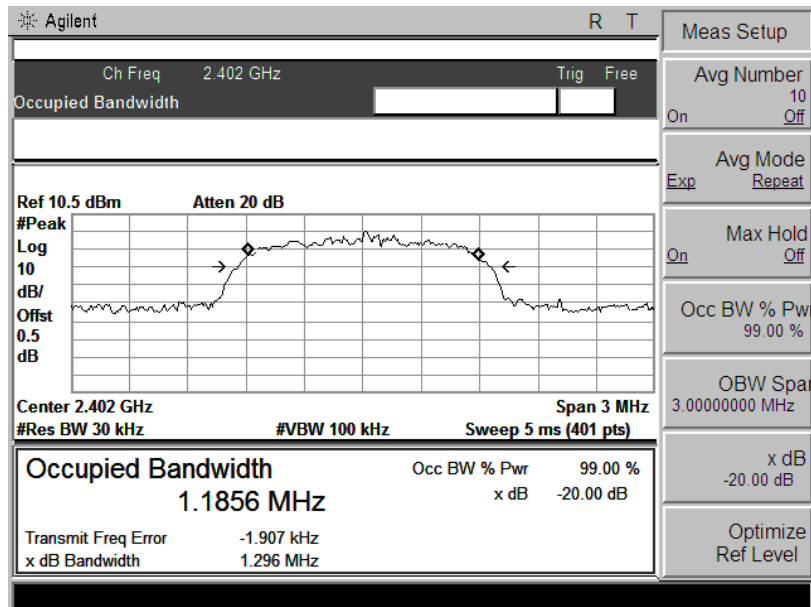 Agilent R T
Meas Setup
Ch Freq 2.402 GHz Trig Free
Occupied Bandwidth
Avg Number
10
On Off
Avg Mode
Exp Repeat
Max Hold
On Off
Occ BW % Pwr
99.00 %
OBW Span
3.00000000 MHz
x dB
-20.00 dB
Optimize
Ref Level
Ref 10.5 dBm Atten 20 dB
#Peak
Log
10
dB/
Offst
0.5
dB
Center 2.402 GHz Span 3 MHz
#Res BW 30 kHz #VBW 100 kHz Sweep 5 ms (401 pts)
Occupied Bandwidth Occ BW % Pwr 99.00 %
1.1856 MHz x dB -20.00 dB
Transmit Freq Error -1.907 kHz
x dB Bandwidth 1.296 MHz